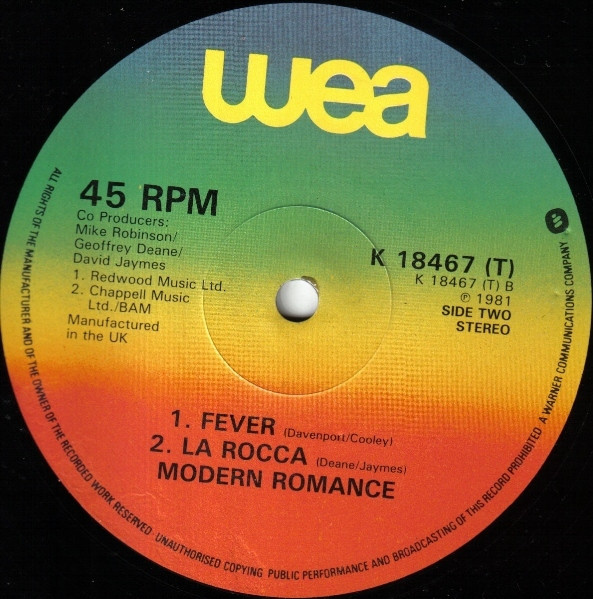 wea
45 RPM
Co Producers;
Mike Robinson/
Geoffrey Deane/
David Jaymes
1. Redwood Music Ltd.
2. Chappell Music
Ltd./BAM
Manufactured
in the UK
K 18467 (T)
K 18467 (T) B
℗ 1981
SIDE TWO
STEREO
1. FEVER (Davenport/Cooley)
2. LA ROCCA (Deane/Jaymes)
MODERN ROMANCE
ALL RIGHTS OF THE MANUFACTURER AND OF THE OWNER OF THE RECORDED WORK RESERVED. UNAUTHORISED COPYING PUBLIC PERFORMANCE AND BROADCASTING OF THIS RECORD PROHIBITED A WARNER COMMUNICATIONS COMPANY